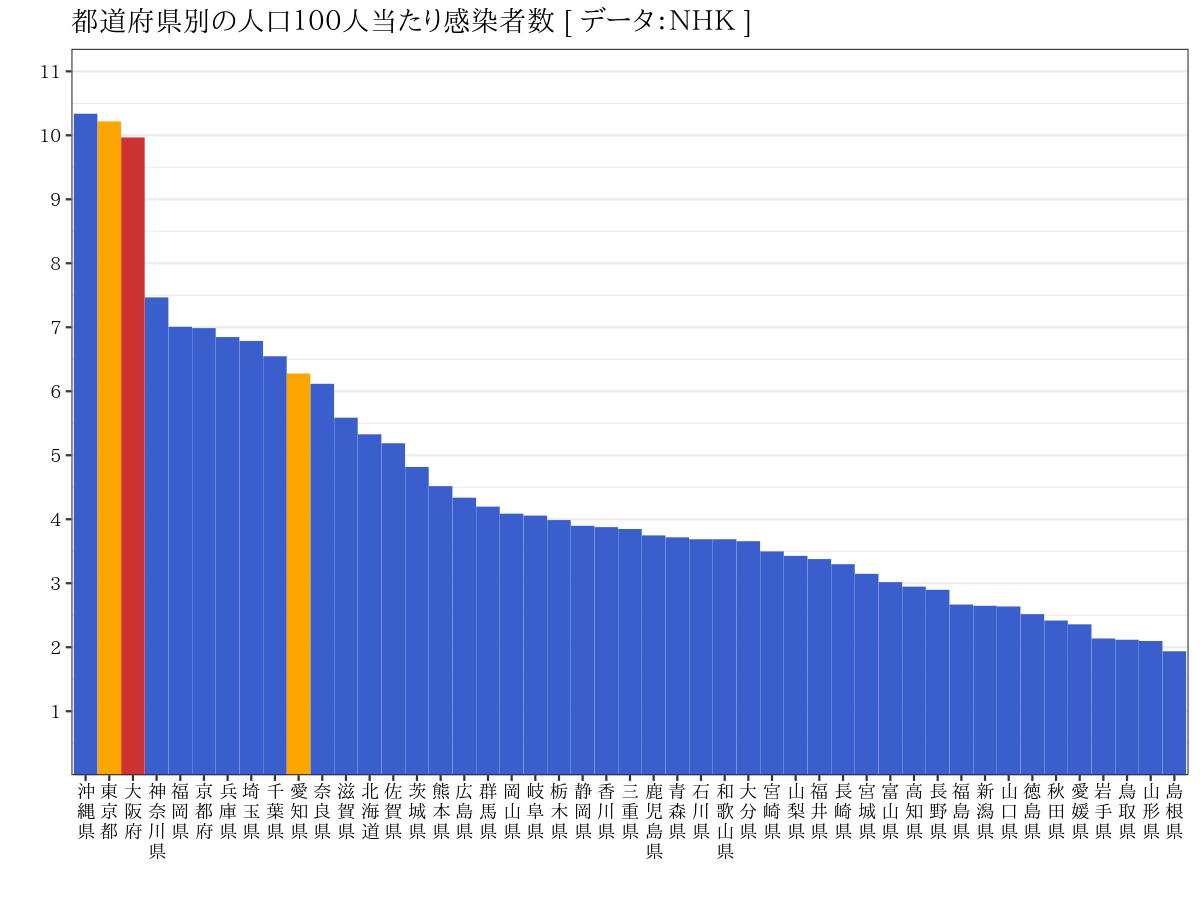 都道府県別の人口100人当たり感染者数 [ データ:NHK ]
11
10
9
8
7
6
5
4
3
2
1
沖縄県
東京都
大阪府
神奈川県
福岡県
京都府
兵庫県
埼玉県
千葉県
愛知県
奈良県
滋賀県
北海道
佐賀県
茨城県
熊本県
広島県
群馬県
岡山県
岐阜県
栃木県
静岡県
香川県
三重県
鹿児島県
青森県
石川県
和歌山県
大分県
宮崎県
山梨県
福井県
長崎県
宮城県
富山県
高知県
長野県
福島県
新潟県
山口県
徳島県
秋田県
愛媛県
岩手県
鳥取県
山形県
島根県